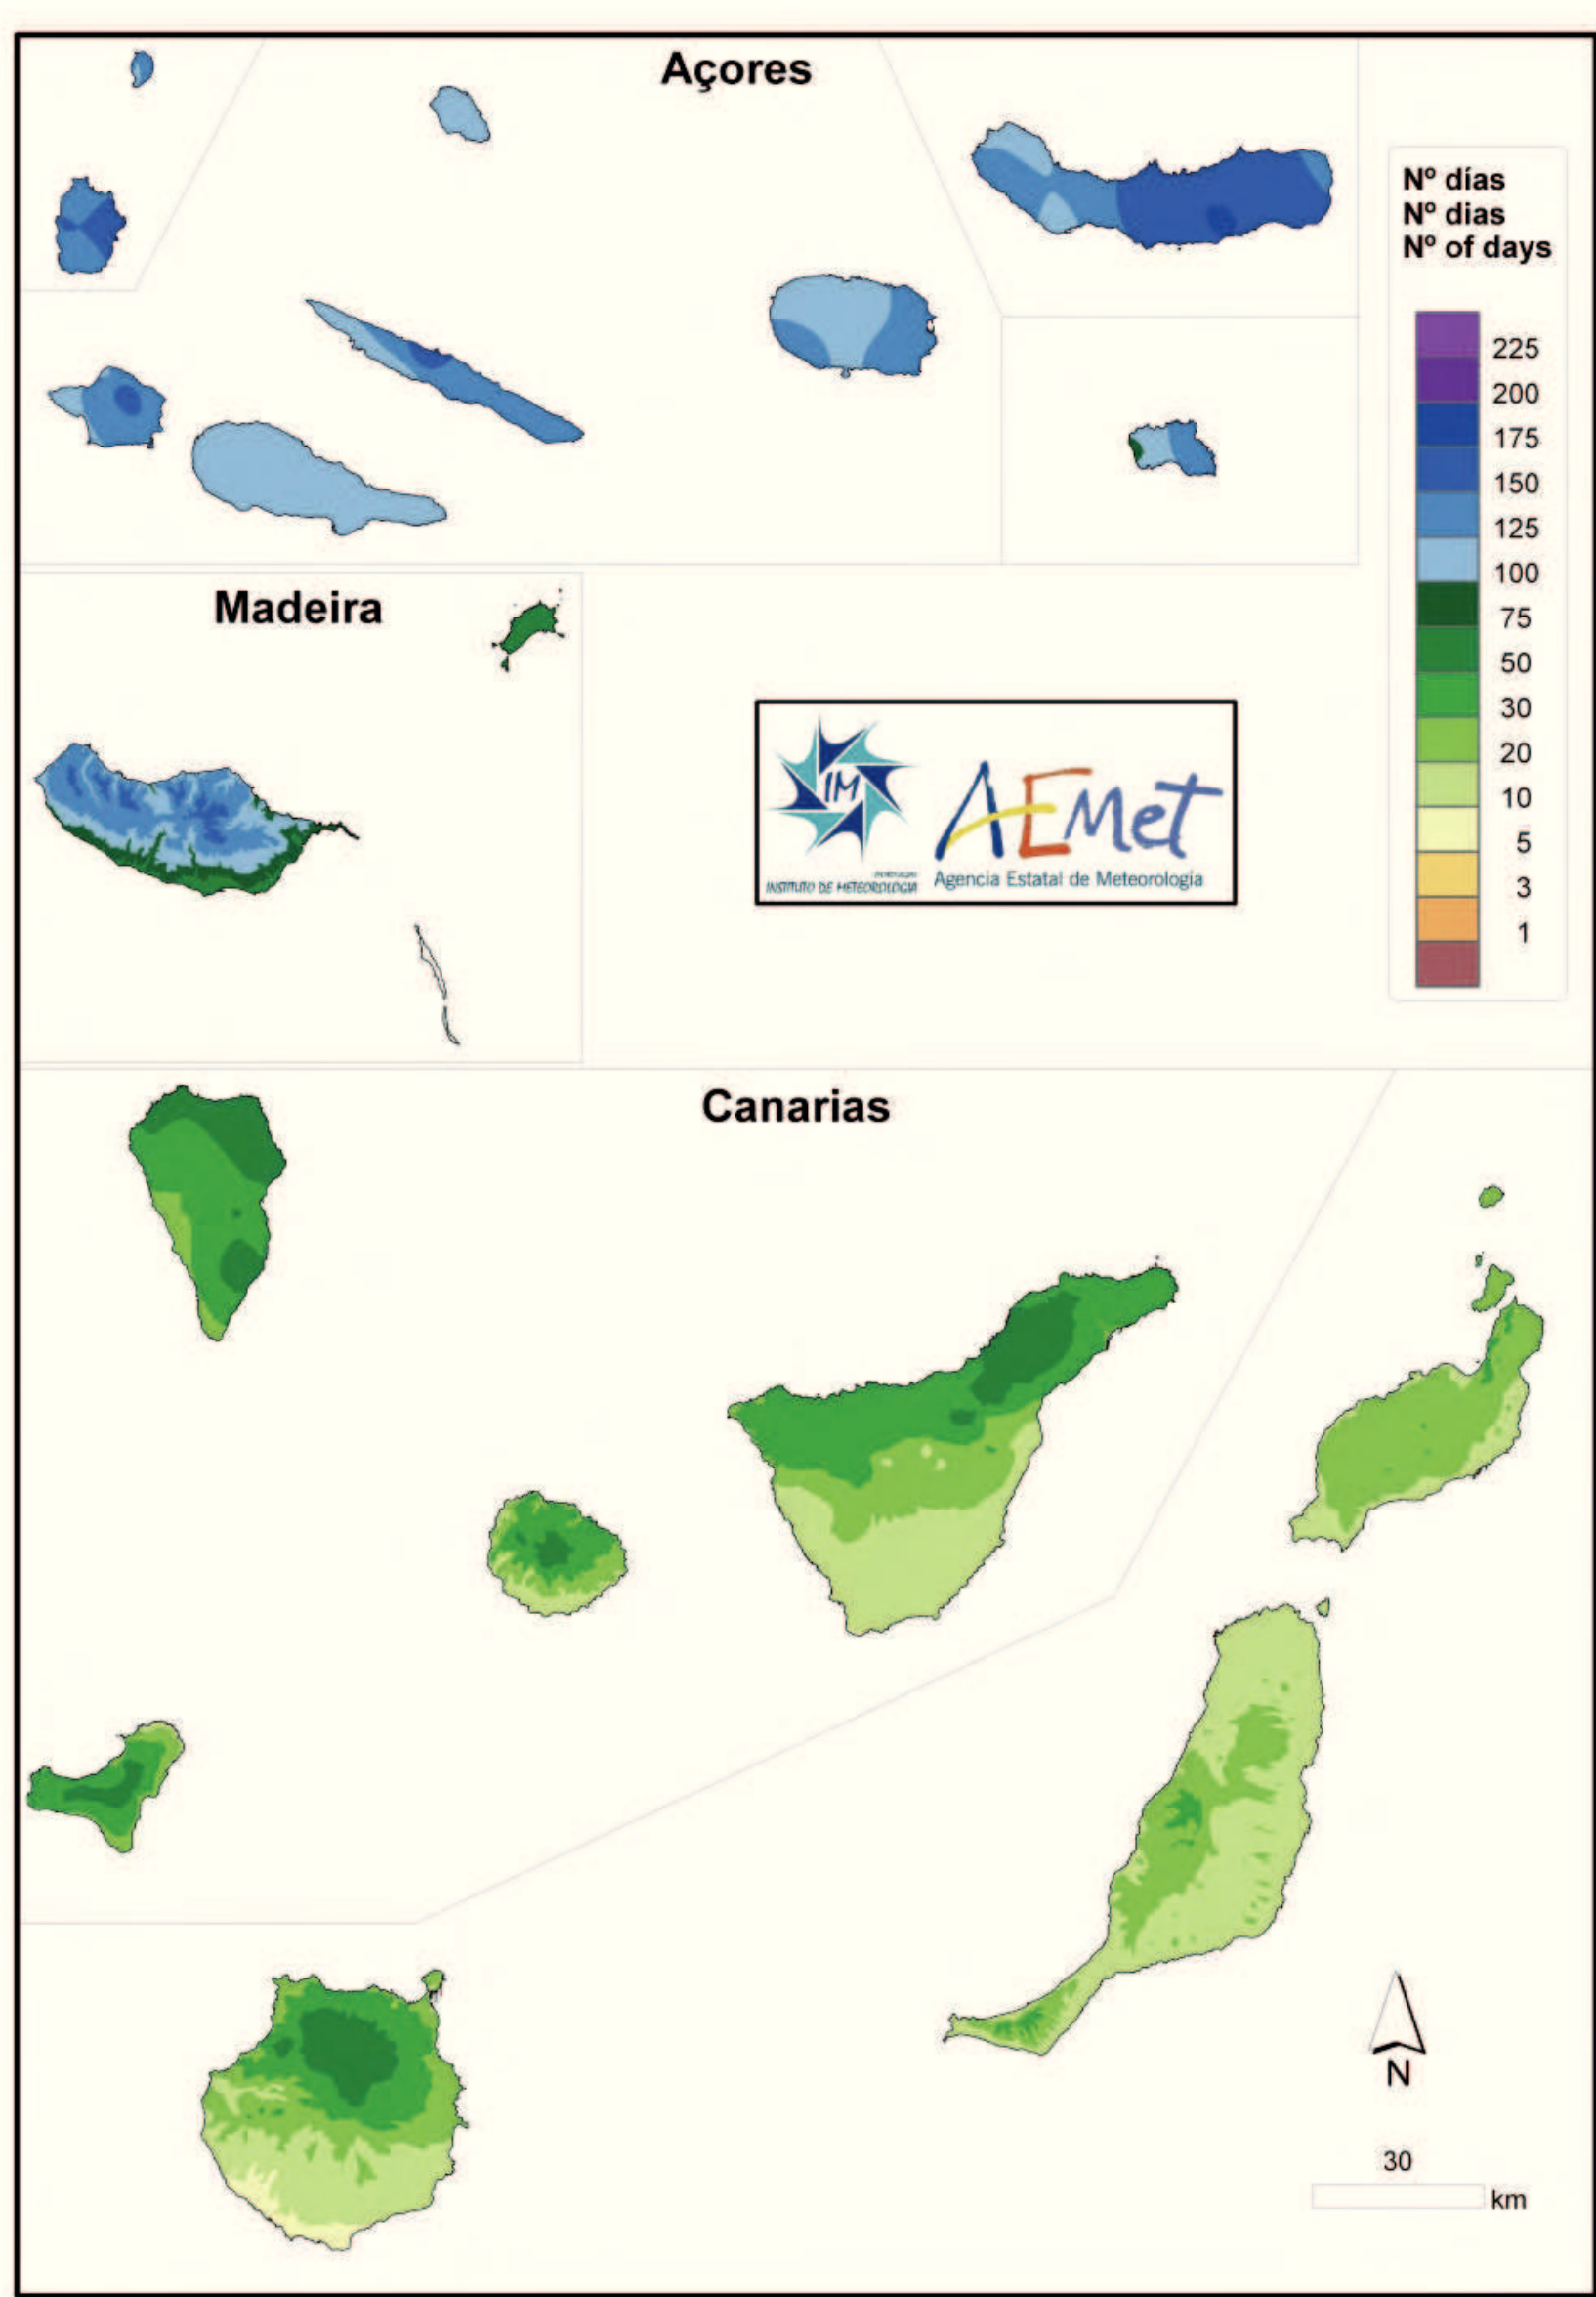 Açores
Nº días
Nº dias
Nº of days
225
200
175
150
125
100
75
50
30
20
10
5
3
1
Madeira
IM
INSTITUTO DE METEOROLOGIA
AEMet
Agencia Estatal de Meteorología
Canarias
N
30
km